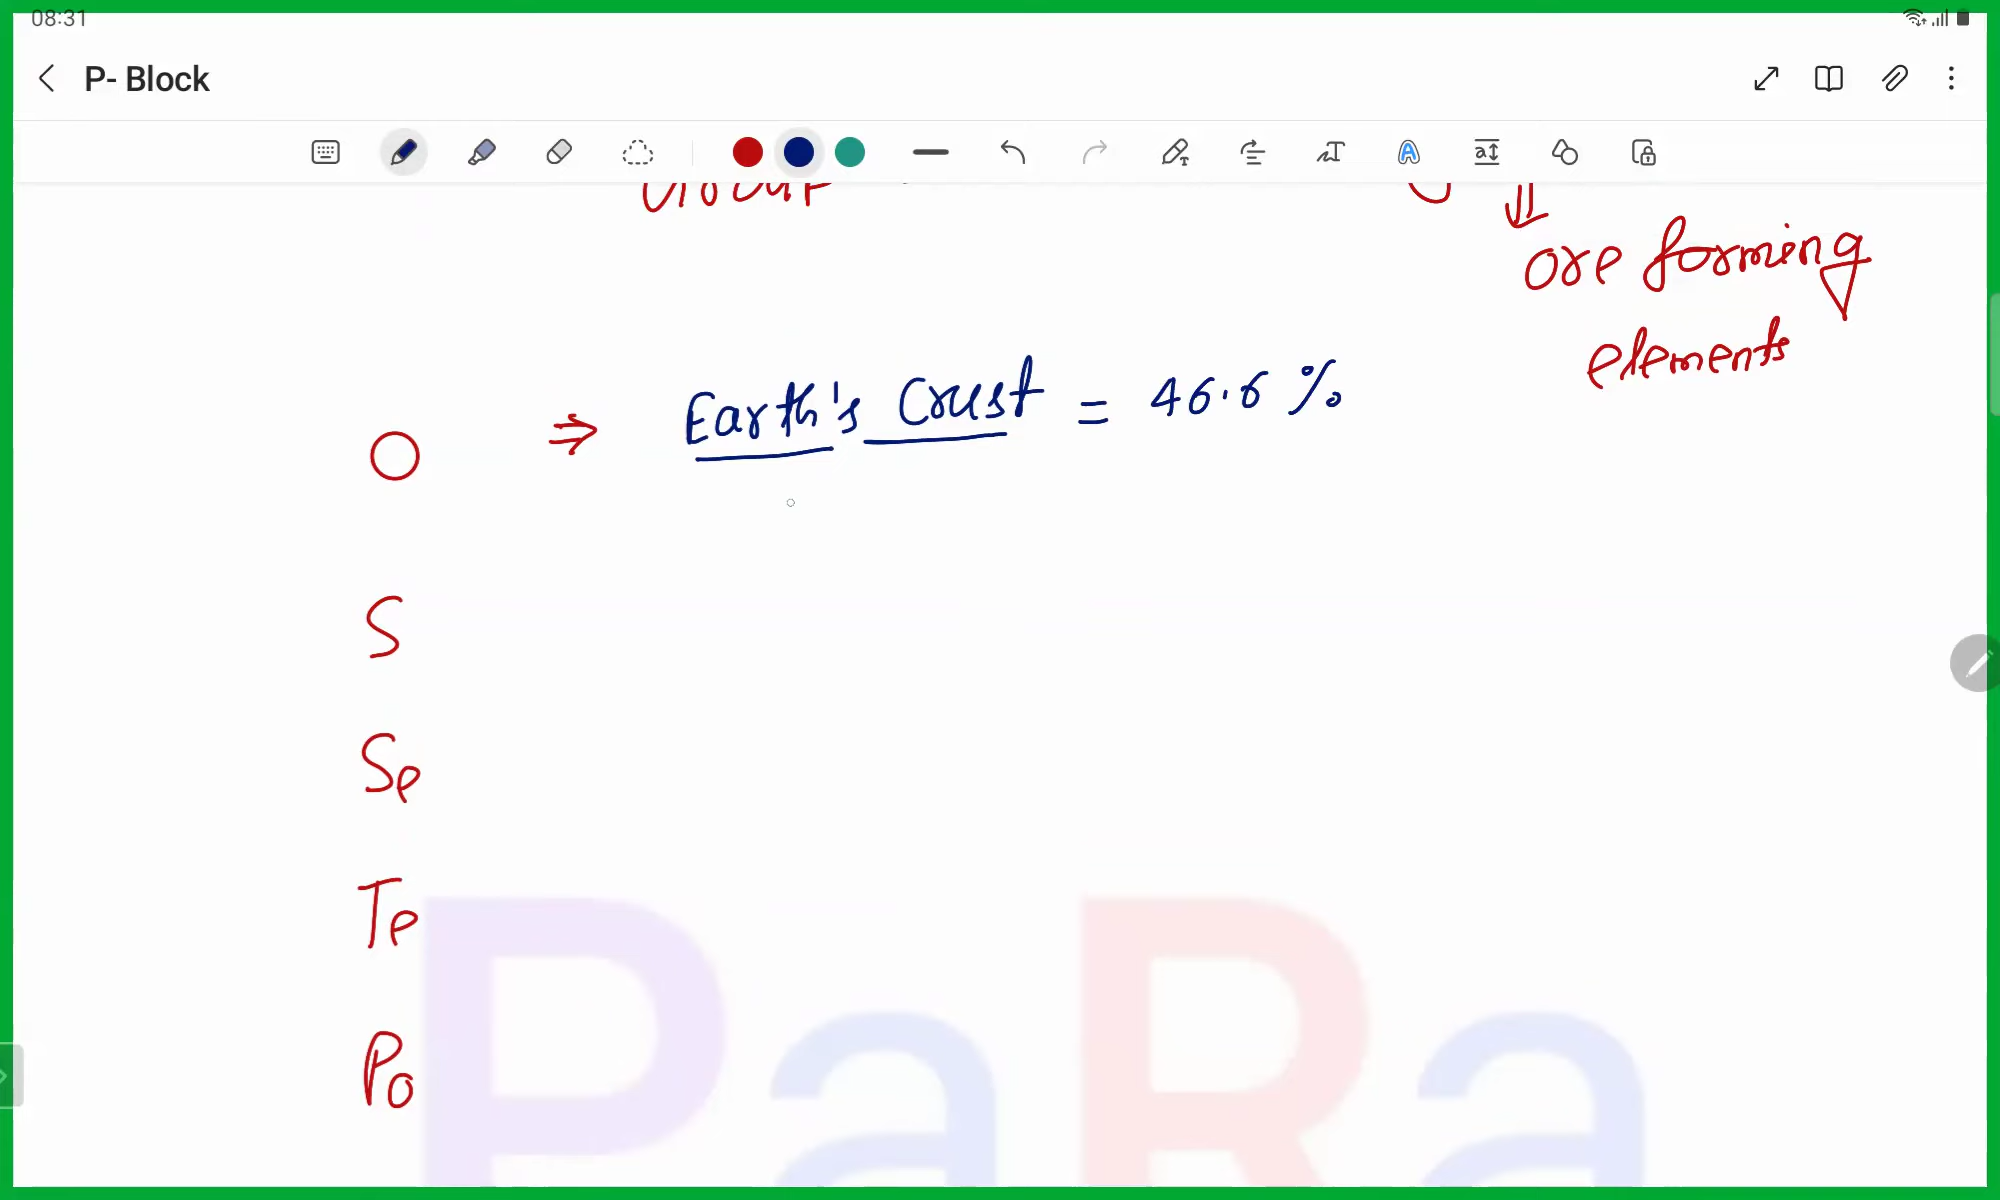 08:31
P- Block
ore forming
elements
O ⇒ Earth's Crust = 46.6 %
S
Se
Te
Po
PaRa